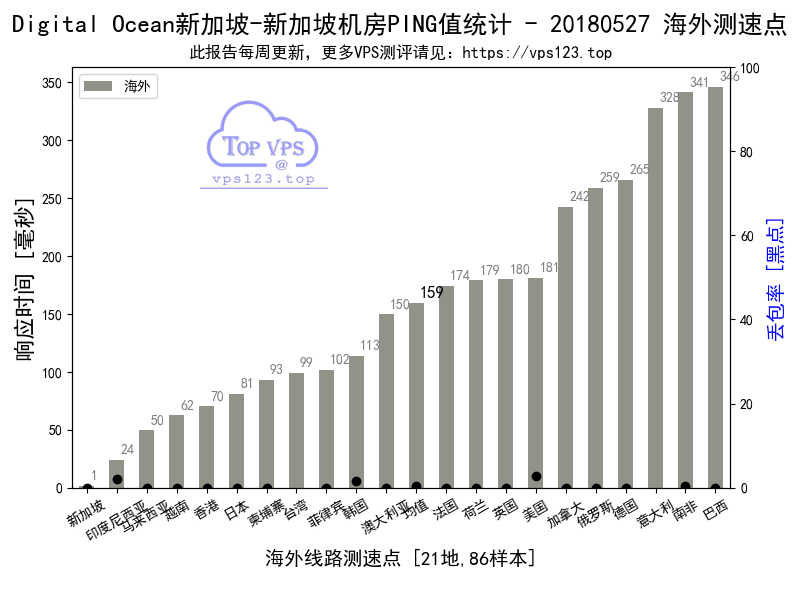 Digital Ocean新加坡-新加坡机房PING值统计 - 20180527 海外测速点
此报告每周更新，更多VPS测评请见：https://vps123.top
海外
TOP VPS
@
vps123.top
响应时间 [毫秒]
350
300
250
200
150
100
50
0
100
80
60
40
20
0
丢包率 [黑点]
1
24
50
62
70
81
93
99
102
113
150
159
174
179
180
181
242
259
265
328
341
346
新加坡
印度尼西亚
马来西亚
越南
香港
日本
柬埔寨
台湾
菲律宾
韩国
澳大利亚
均值
法国
荷兰
英国
美国
加拿大
俄罗斯
德国
意大利
南非
巴西
海外线路测速点 [21地,86样本]